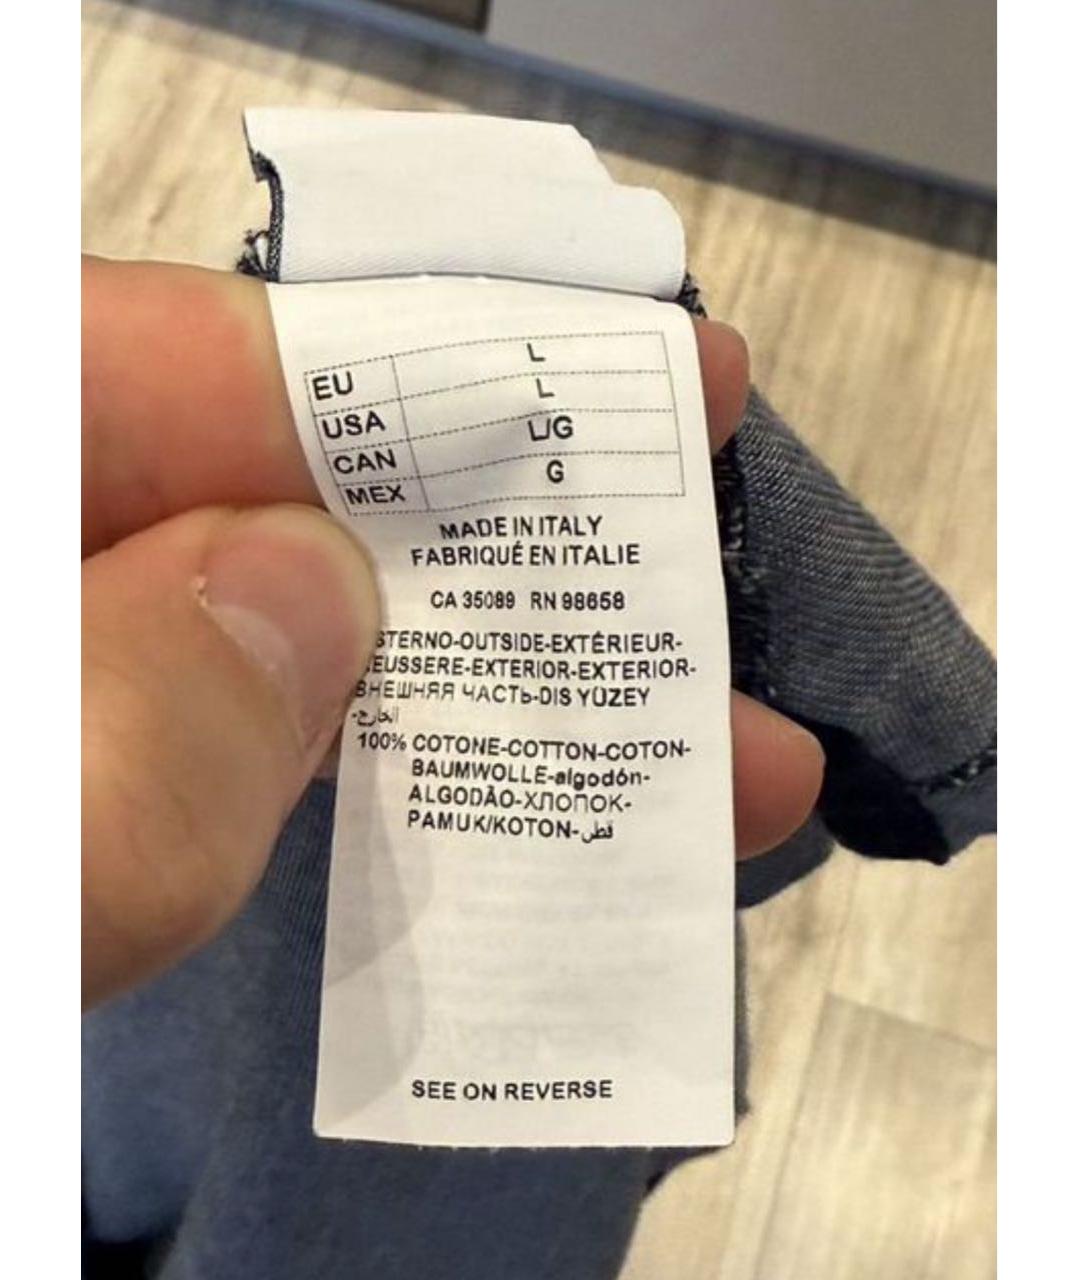 EU L
USA L
CAN L/G
MEX G
MADE IN ITALY
FABRIQUÉ EN ITALIE
CA 35089 RN 98658
STERNO-OUTSIDE-EXTÉRIEUR-
EUSSERE-EXTERIOR-EXTERIOR-
ВНЕШНЯЯ ЧАСТЬ-DIS YÜZEY
-الخارج
100% COTONE-COTTON-COTON-
BAUMWOLLE-algodón-
ALGODÃO-ХЛОПОК-
PAMUK/KOTON-قطن
SEE ON REVERSE